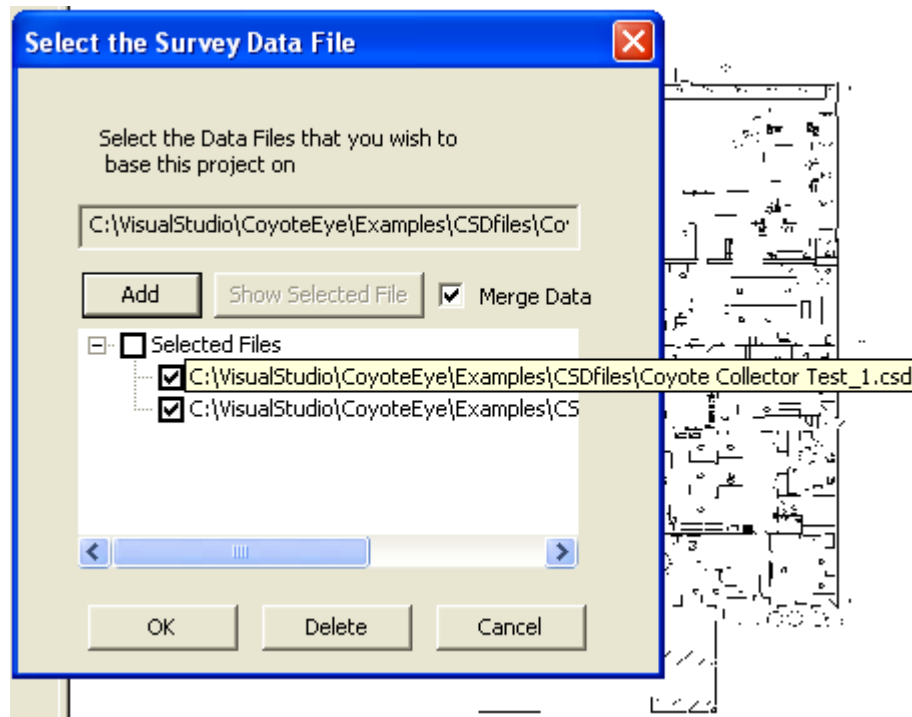 Select the Survey Data File
Select the Data Files that you wish to
base this project on
C:\VisualStudio\CoyoteEye\Examples\CSDfiles\Co
Add
Show Selected File
Merge Data
Selected Files
C:\VisualStudio\CoyoteEye\Examples\CSDfiles\Coyote Collector Test_1.csd
C:\VisualStudio\CoyoteEye\Examples\CS
OK
Delete
Cancel